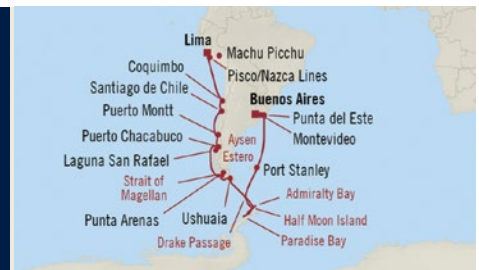 Lima
Machu Picchu
Pisco/Nazca Lines
Coquimbo
Santiago de Chile
Puerto Montt
Puerto Chacabuco
Laguna San Rafael
Strait of
Magellan
Punta Arenas
Ushuaia
Drake Passage
Aysen
Estero
Buenos Aires
Punta del Este
Montevideo
Port Stanley
Admiralty Bay
Half Moon Island
Paradise Bay